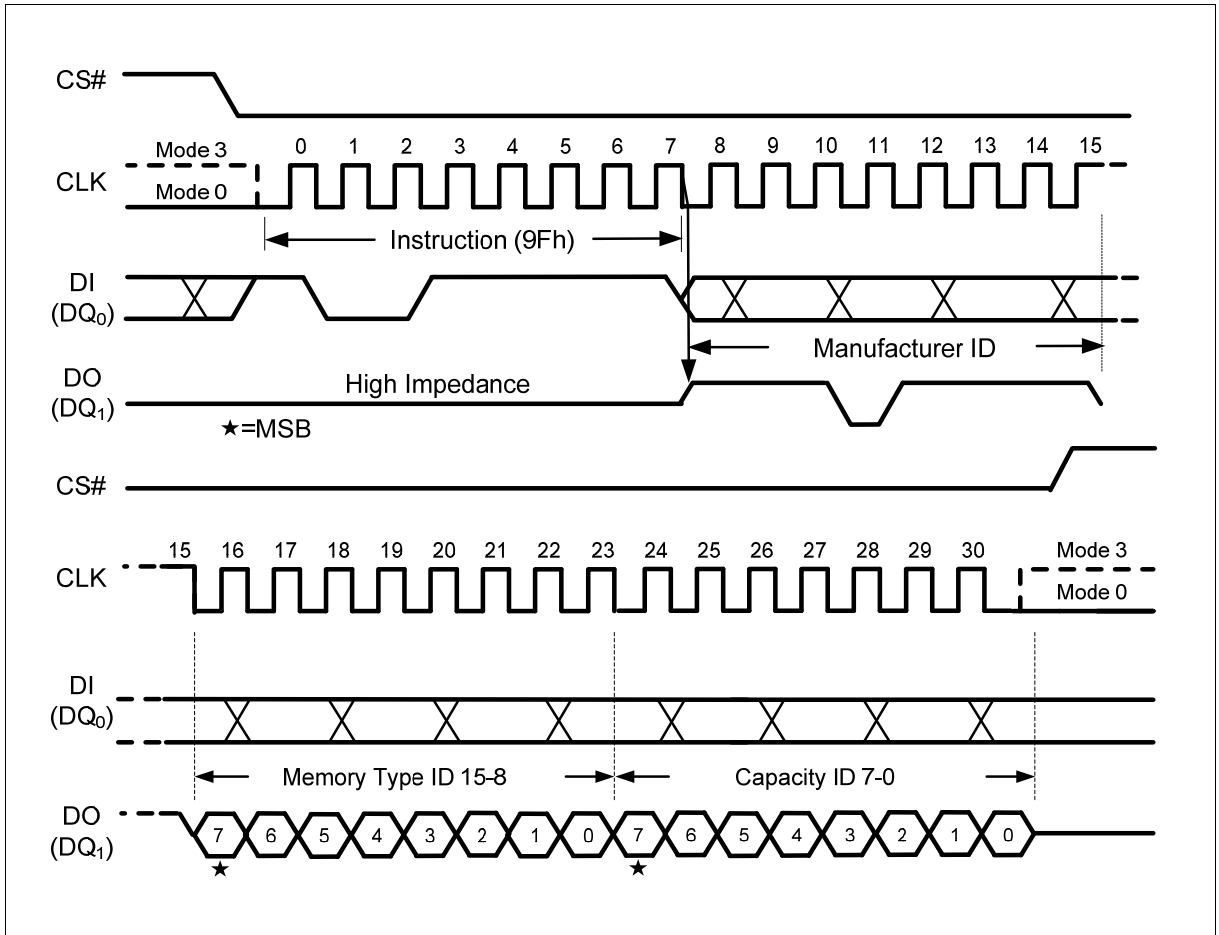 CS#
Mode 3
0 1 2 3 4 5 6 7 8 9 10 11 12 13 14 15
CLK
Mode 0
Instruction (9Fh)
DI
(DQ0)
Manufacturer ID
DO
(DQ1)
High Impedance
★=MSB
CS#
15 16 17 18 19 20 21 22 23 24 25 26 27 28 29 30
Mode 3
CLK
Mode 0
DI
(DQ0)
Memory Type ID 15-8
Capacity ID 7-0
DO
(DQ1)
7 6 5 4 3 2 1 0 7 6 5 4 3 2 1 0
★ ★